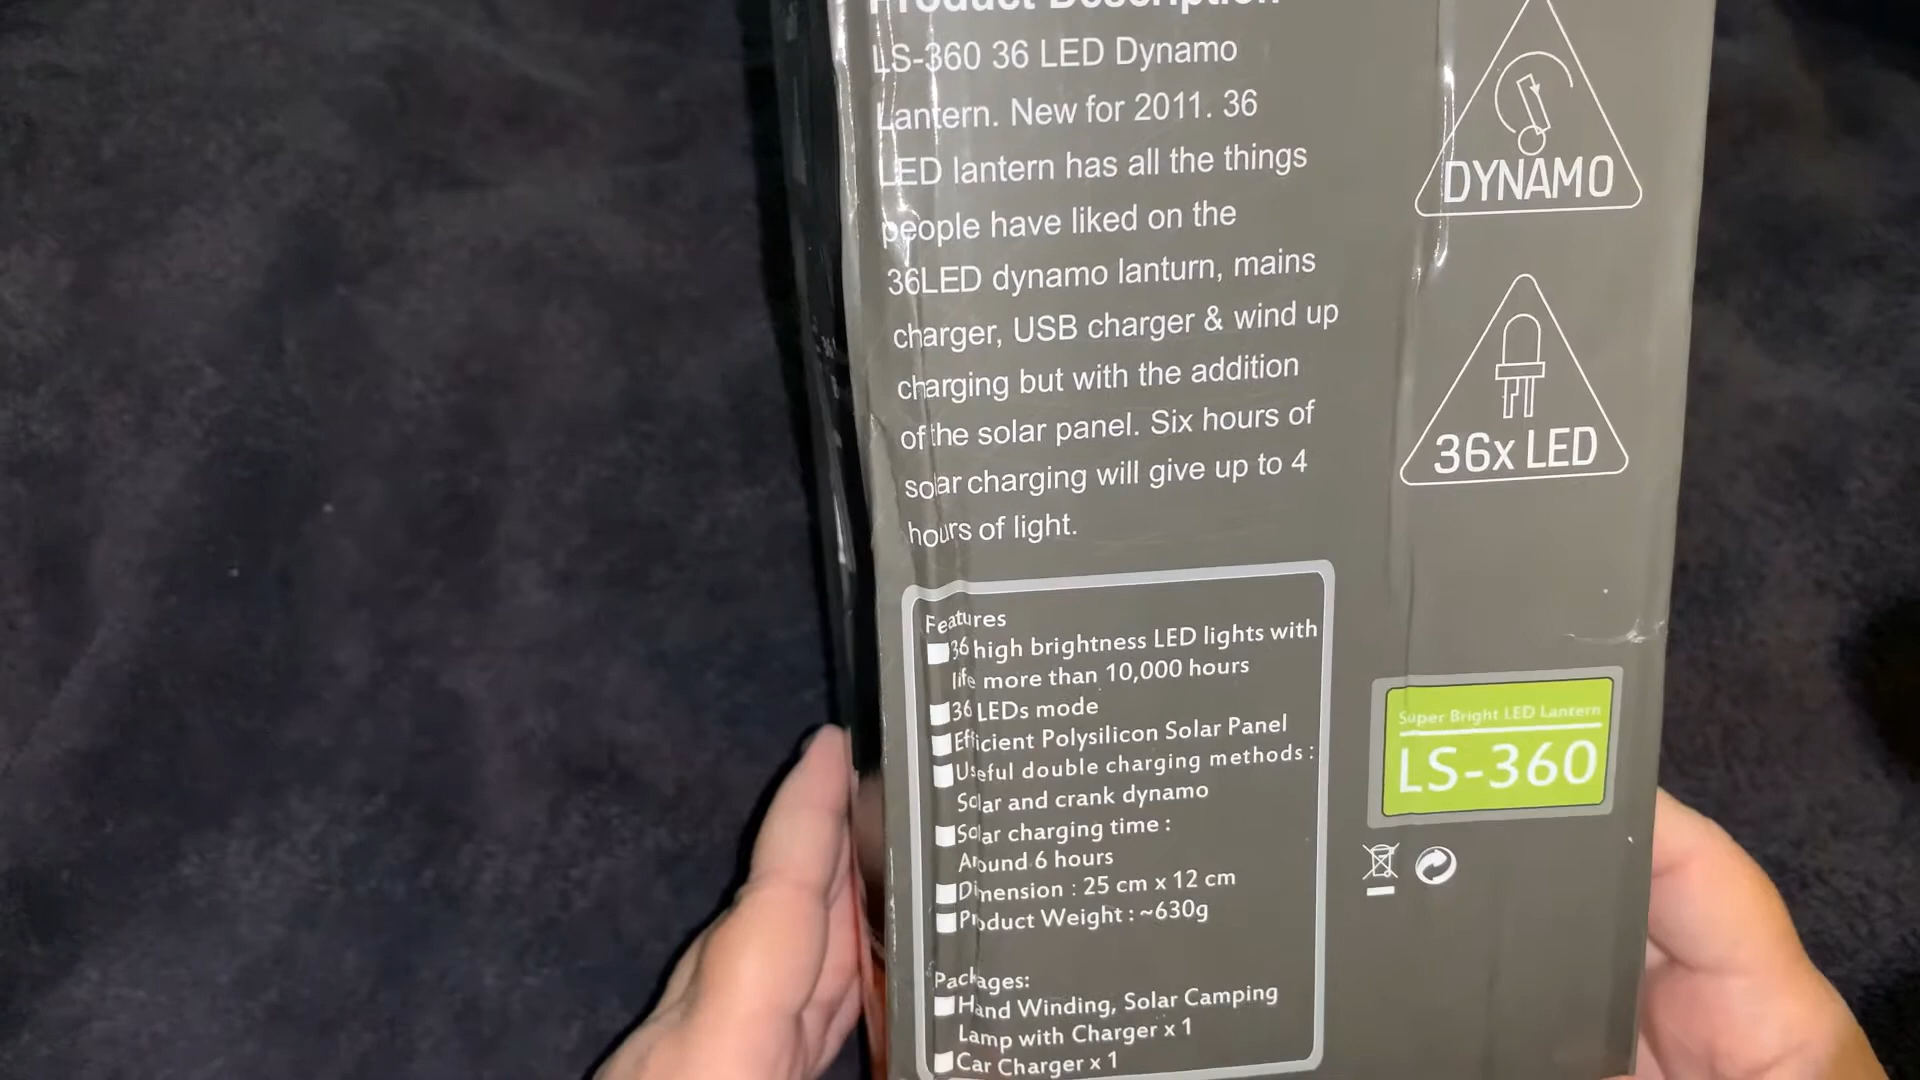 Product Description
LS-360 36 LED Dynamo
Lantern. New for 2011. 36
LED lantern has all the things
people have liked on the
36LED dynamo lanturn, mains
charger, USB charger & wind up
charging but with the addition
of the solar panel. Six hours of
solar charging will give up to 4
hours of light.
Features
36 high brightness LED lights with
life more than 10,000 hours
36 LEDs mode
Efficient Polysilicon Solar Panel
Useful double charging methods :
Solar and crank dynamo
Solar charging time :
Around 6 hours
Dimension : 25 cm x 12 cm
Product Weight : ~630g
Packages:
Hand Winding, Solar Camping
Lamp with Charger x 1
Car Charger x 1
DYNAMO
36x LED
Super Bright LED Lantern
LS-360